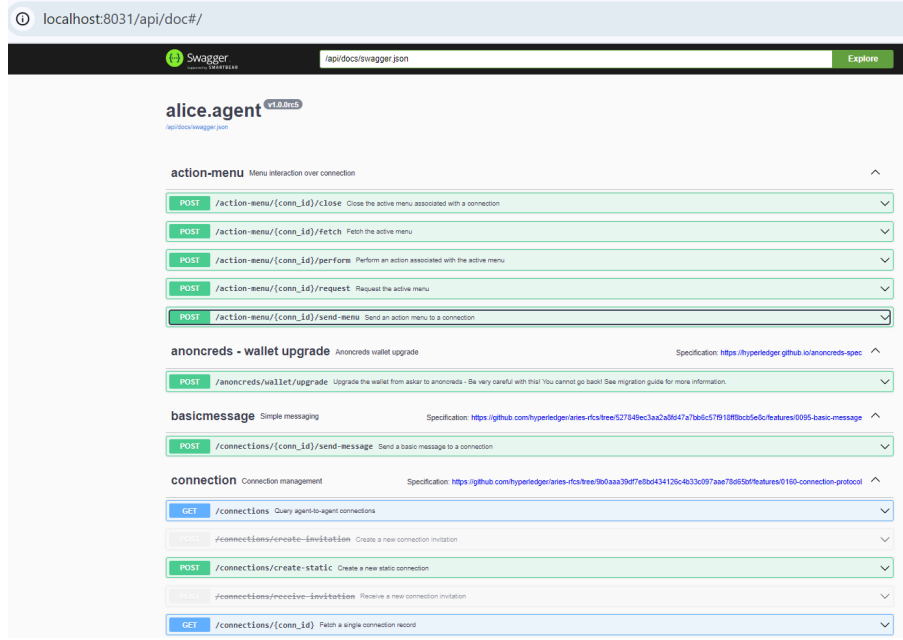 localhost:8031/api/doc#/
Swagger
Supported by SMARTBEAR
/api/docs/swagger.json
Explore
alice.agent v1.0.0rc5
/api/docs/swagger.json
action-menu Menu interaction over connection
POST /action-menu/{conn_id}/close Close the active menu associated with a connection
POST /action-menu/{conn_id}/fetch Fetch the active menu
POST /action-menu/{conn_id}/perform Perform an action associated with the active menu
POST /action-menu/{conn_id}/request Request the active menu
POST /action-menu/{conn_id}/send-menu Send an action menu to a connection
anoncreds - wallet upgrade Anoncreds wallet upgrade Specification: https://hyperledger.github.io/anoncreds-spec
POST /anoncreds/wallet/upgrade Upgrade the wallet from askar to anoncreds - Be very careful with this! You cannot go back! See migration guide for more information.
basicmessage Simple messaging Specification: https://github.com/hyperledger/aries-rfcs/tree/527849ec3aa2a8fd47a7bb6c57f918ff8bcb5e8c/features/0095-basic-message
POST /connections/{conn_id}/send-message Send a basic message to a connection
connection Connection management Specification: https://github.com/hyperledger/aries-rfcs/tree/9b0aaa39df7e8bd434126c4b33c097aae78d65bf/features/0160-connection-protocol
GET /connections Query agent-to-agent connections
POST /connections/create-invitation Create a new connection invitation
POST /connections/create-static Create a new static connection
POST /connections/receive-invitation Receive a new connection invitation
GET /connections/{conn_id} Fetch a single connection record